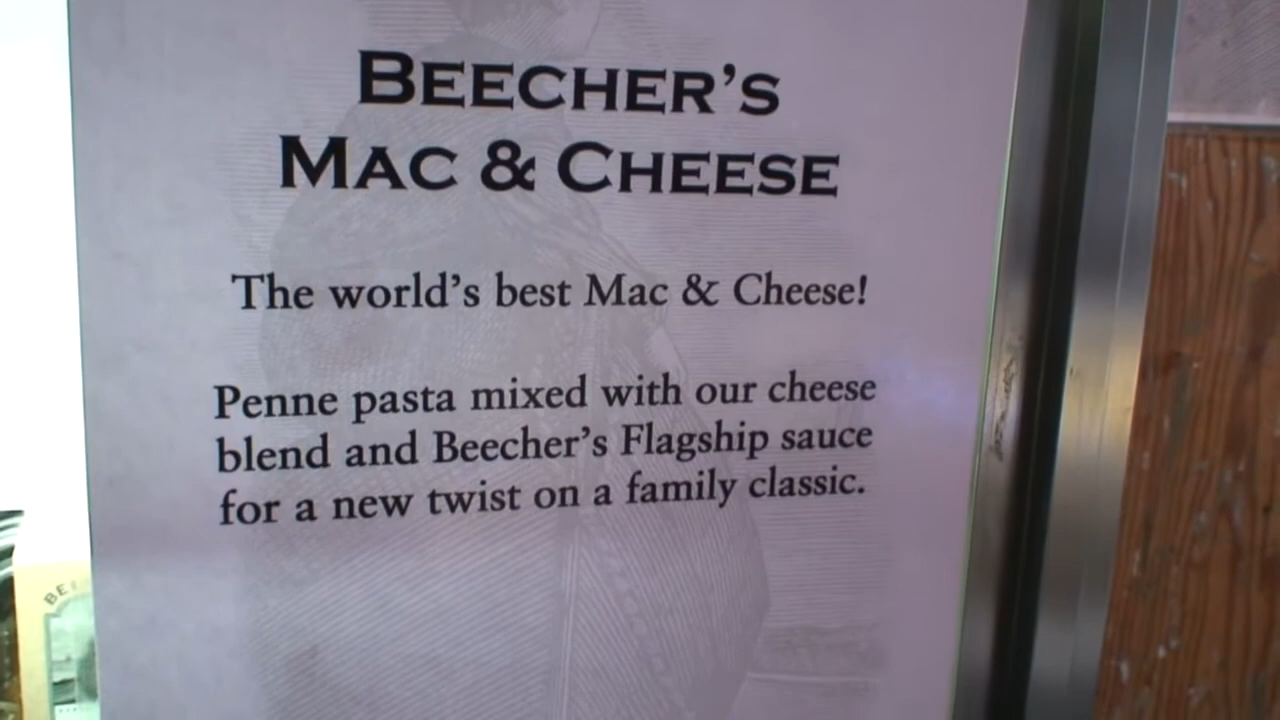 BEECHER'S
MAC & CHEESE
The world's best Mac & Cheese!
Penne pasta mixed with our cheese
blend and Beecher's Flagship sauce
for a new twist on a family classic.